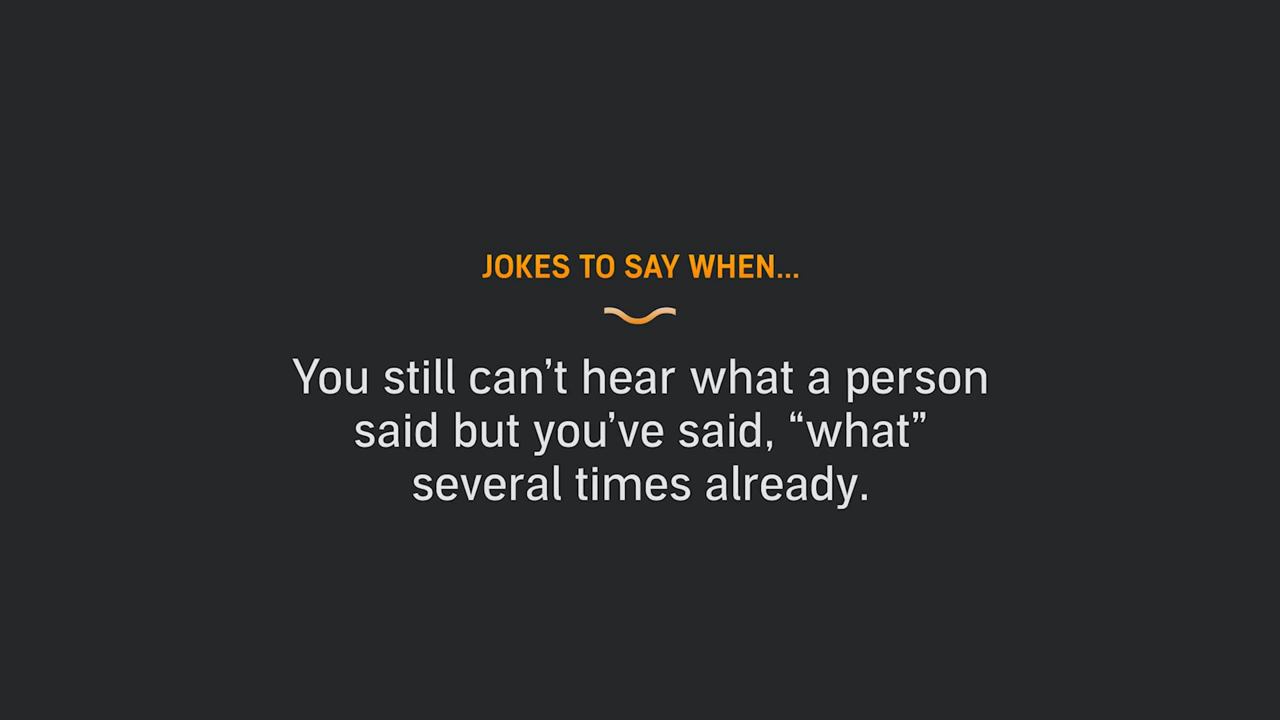 JOKES TO SAY WHEN...
You still can’t hear what a person
said but you’ve said, “what”
several times already.